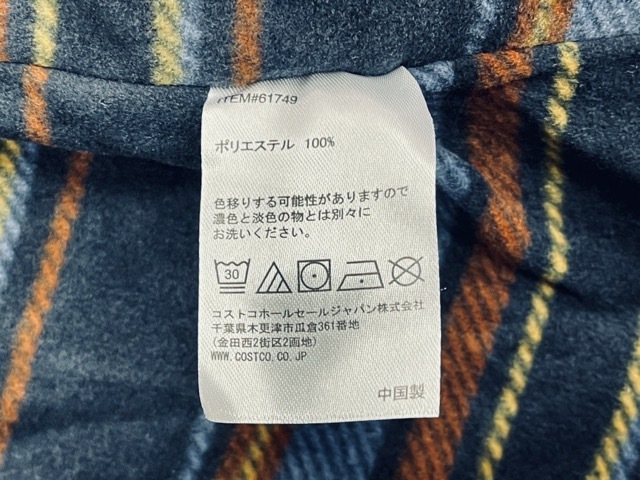 ITEM#61749
ポリエステル 100%
色移りする可能性がありますので
濃色と淡色の物とは別々に
お洗いください。
30
コストコホールセールジャパン株式会社
千葉県木更津市瓜倉361番地
(金田西2街区2画地)
WWW.COSTCO.CO.JP
中国製